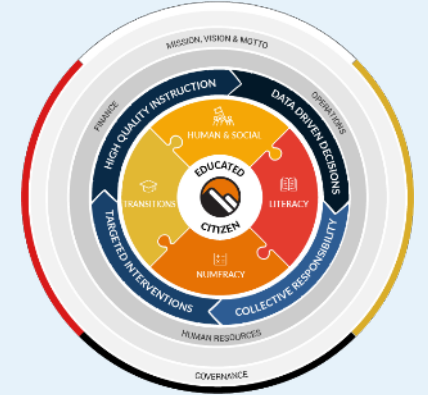 MISSION, VISION & MOTTO
FINANCE
OPERATIONS
HIGH QUALITY INSTRUCTION
DATA DRIVEN DECISIONS
HUMAN & SOCIAL
EDUCATED
TRANSITIONS
LITERACY
CITIZEN
NUMERACY
TARGETED INTERVENTIONS
COLLECTIVE RESPONSIBILITY
HUMAN RESOURCES
GOVERNANCE